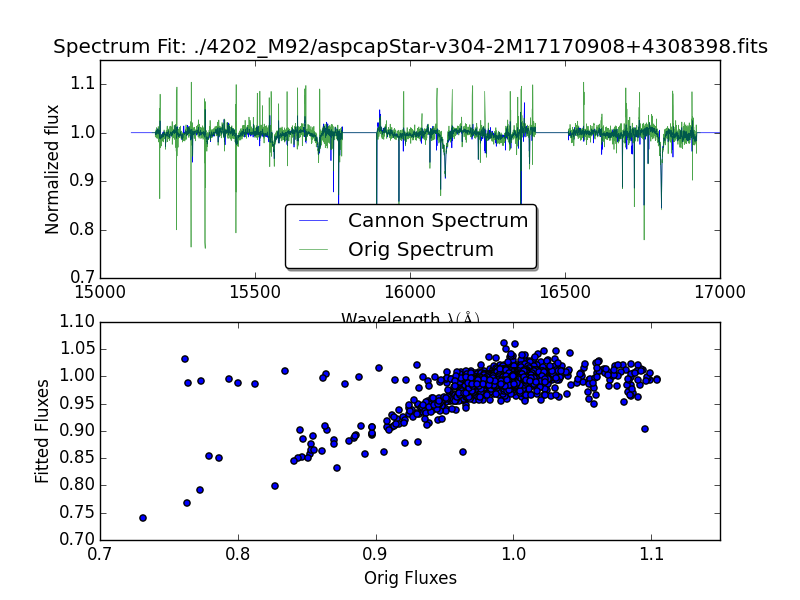 Spectrum Fit: ./4202_M92/aspcapStar-v304-2M17170908+4308398.fits
Normalized flux
1.1
1.0
0.9
0.8
0.7
Cannon Spectrum
Orig Spectrum
15000 15500 16000 16500 17000
Wavelength λ(Å)
Fitted Fluxes
1.10
1.05
1.00
0.95
0.90
0.85
0.80
0.75
0.70
0.7 0.8 0.9 1.0 1.1
Orig Fluxes